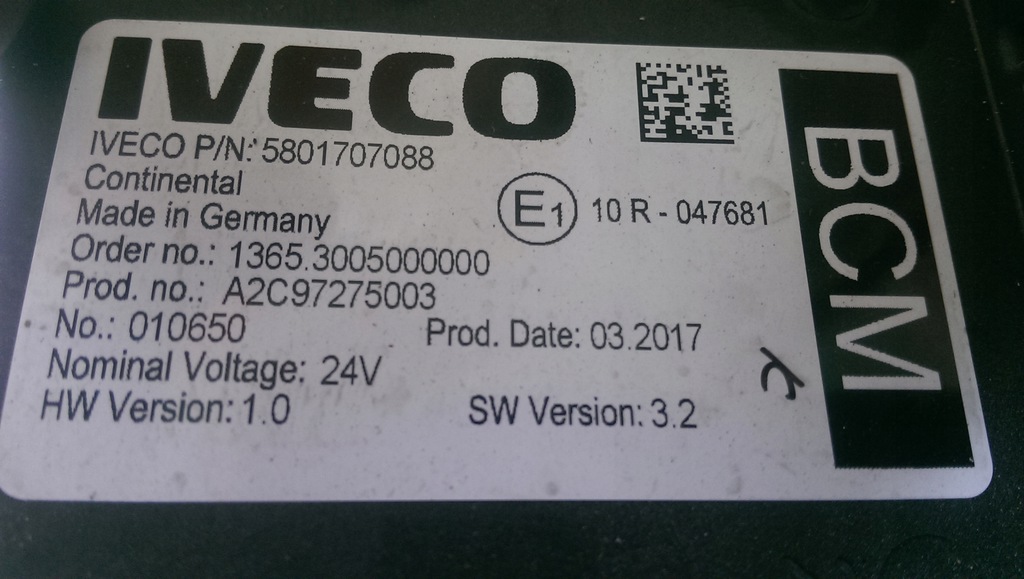 IVECO
IVECO P/N: 5801707088
Continental
Made in Germany
E1 10 R - 047681
Order no.: 1365.3005000000
Prod. no.: A2C97275003
No.: 010650 Prod. Date: 03.2017
Nominal Voltage: 24V
HW Version: 1.0 SW Version: 3.2
BCM